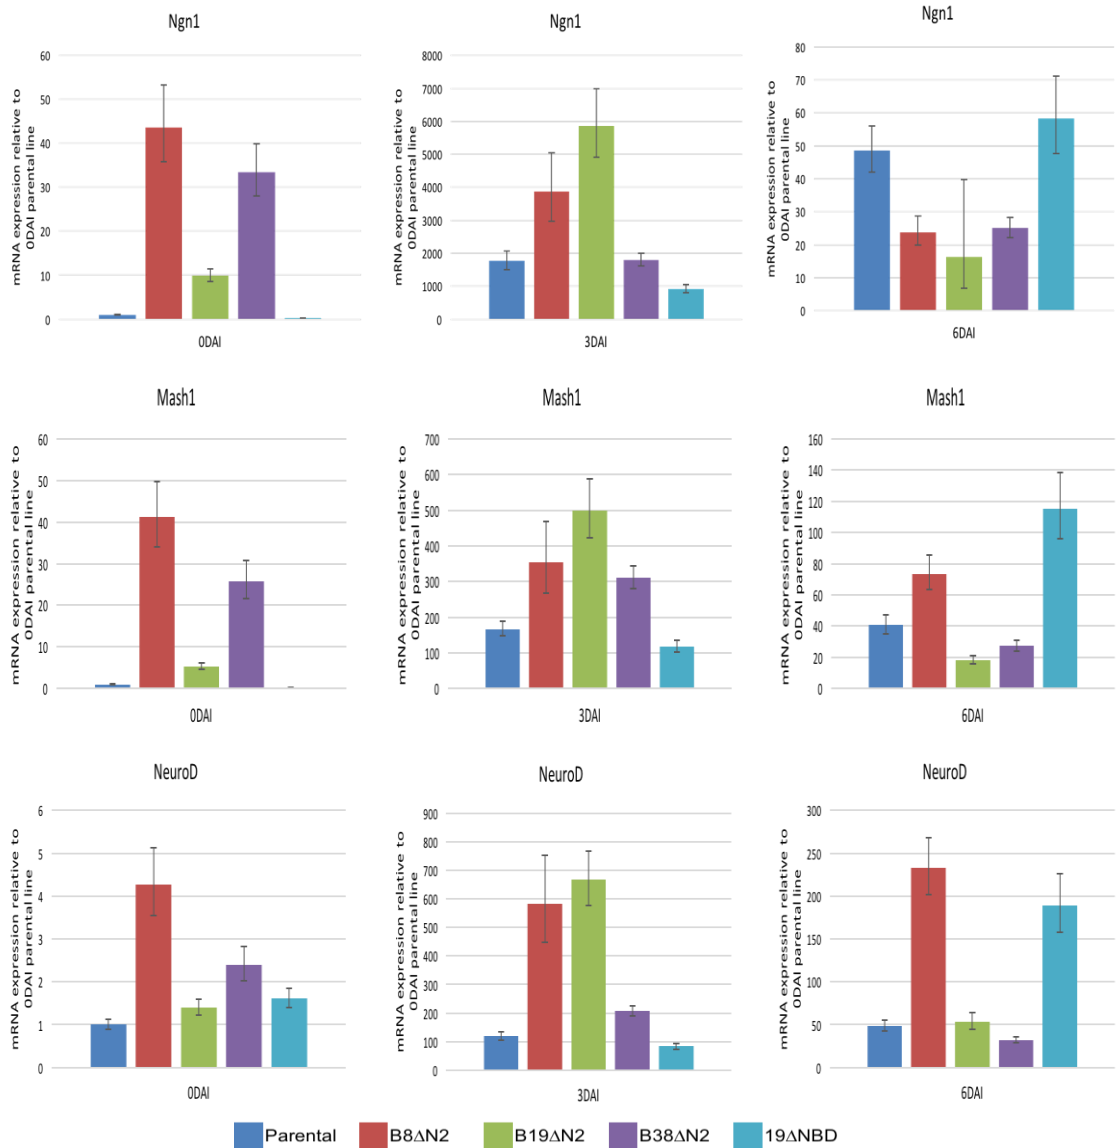 Ngn1
mRNA expression relative to
0DAI parental line
60
50
40
30
20
10
0
0DAI
Ngn1
mRNA expression relative to
0DAI parental line
8000
7000
6000
5000
4000
3000
2000
1000
0
3DAI
Ngn1
mRNA expression relative to
0DAI parental line
80
70
60
50
40
30
20
10
0
6DAI
Mash1
mRNA expression relative to
0DAI parental line
60
50
40
30
20
10
0
0DAI
Mash1
mRNA expression relative to
0DAI parental line
700
600
500
400
300
200
100
0
3DAI
Mash1
mRNA expression relative to
0DAI parental line
160
140
120
100
80
60
40
20
0
6DAI
NeuroD
mRNA expression relative to
0DAI parental line
6
5
4
3
2
1
0
0DAI
NeuroD
mRNA expression relative to
0DAI parental line
900
800
700
600
500
400
300
200
100
0
3DAI
NeuroD
mRNA expression relative to
0DAI parental line
300
250
200
150
100
50
0
6DAI
Parental B8ΔN2 B19ΔN2 B38ΔN2 19ΔNBD